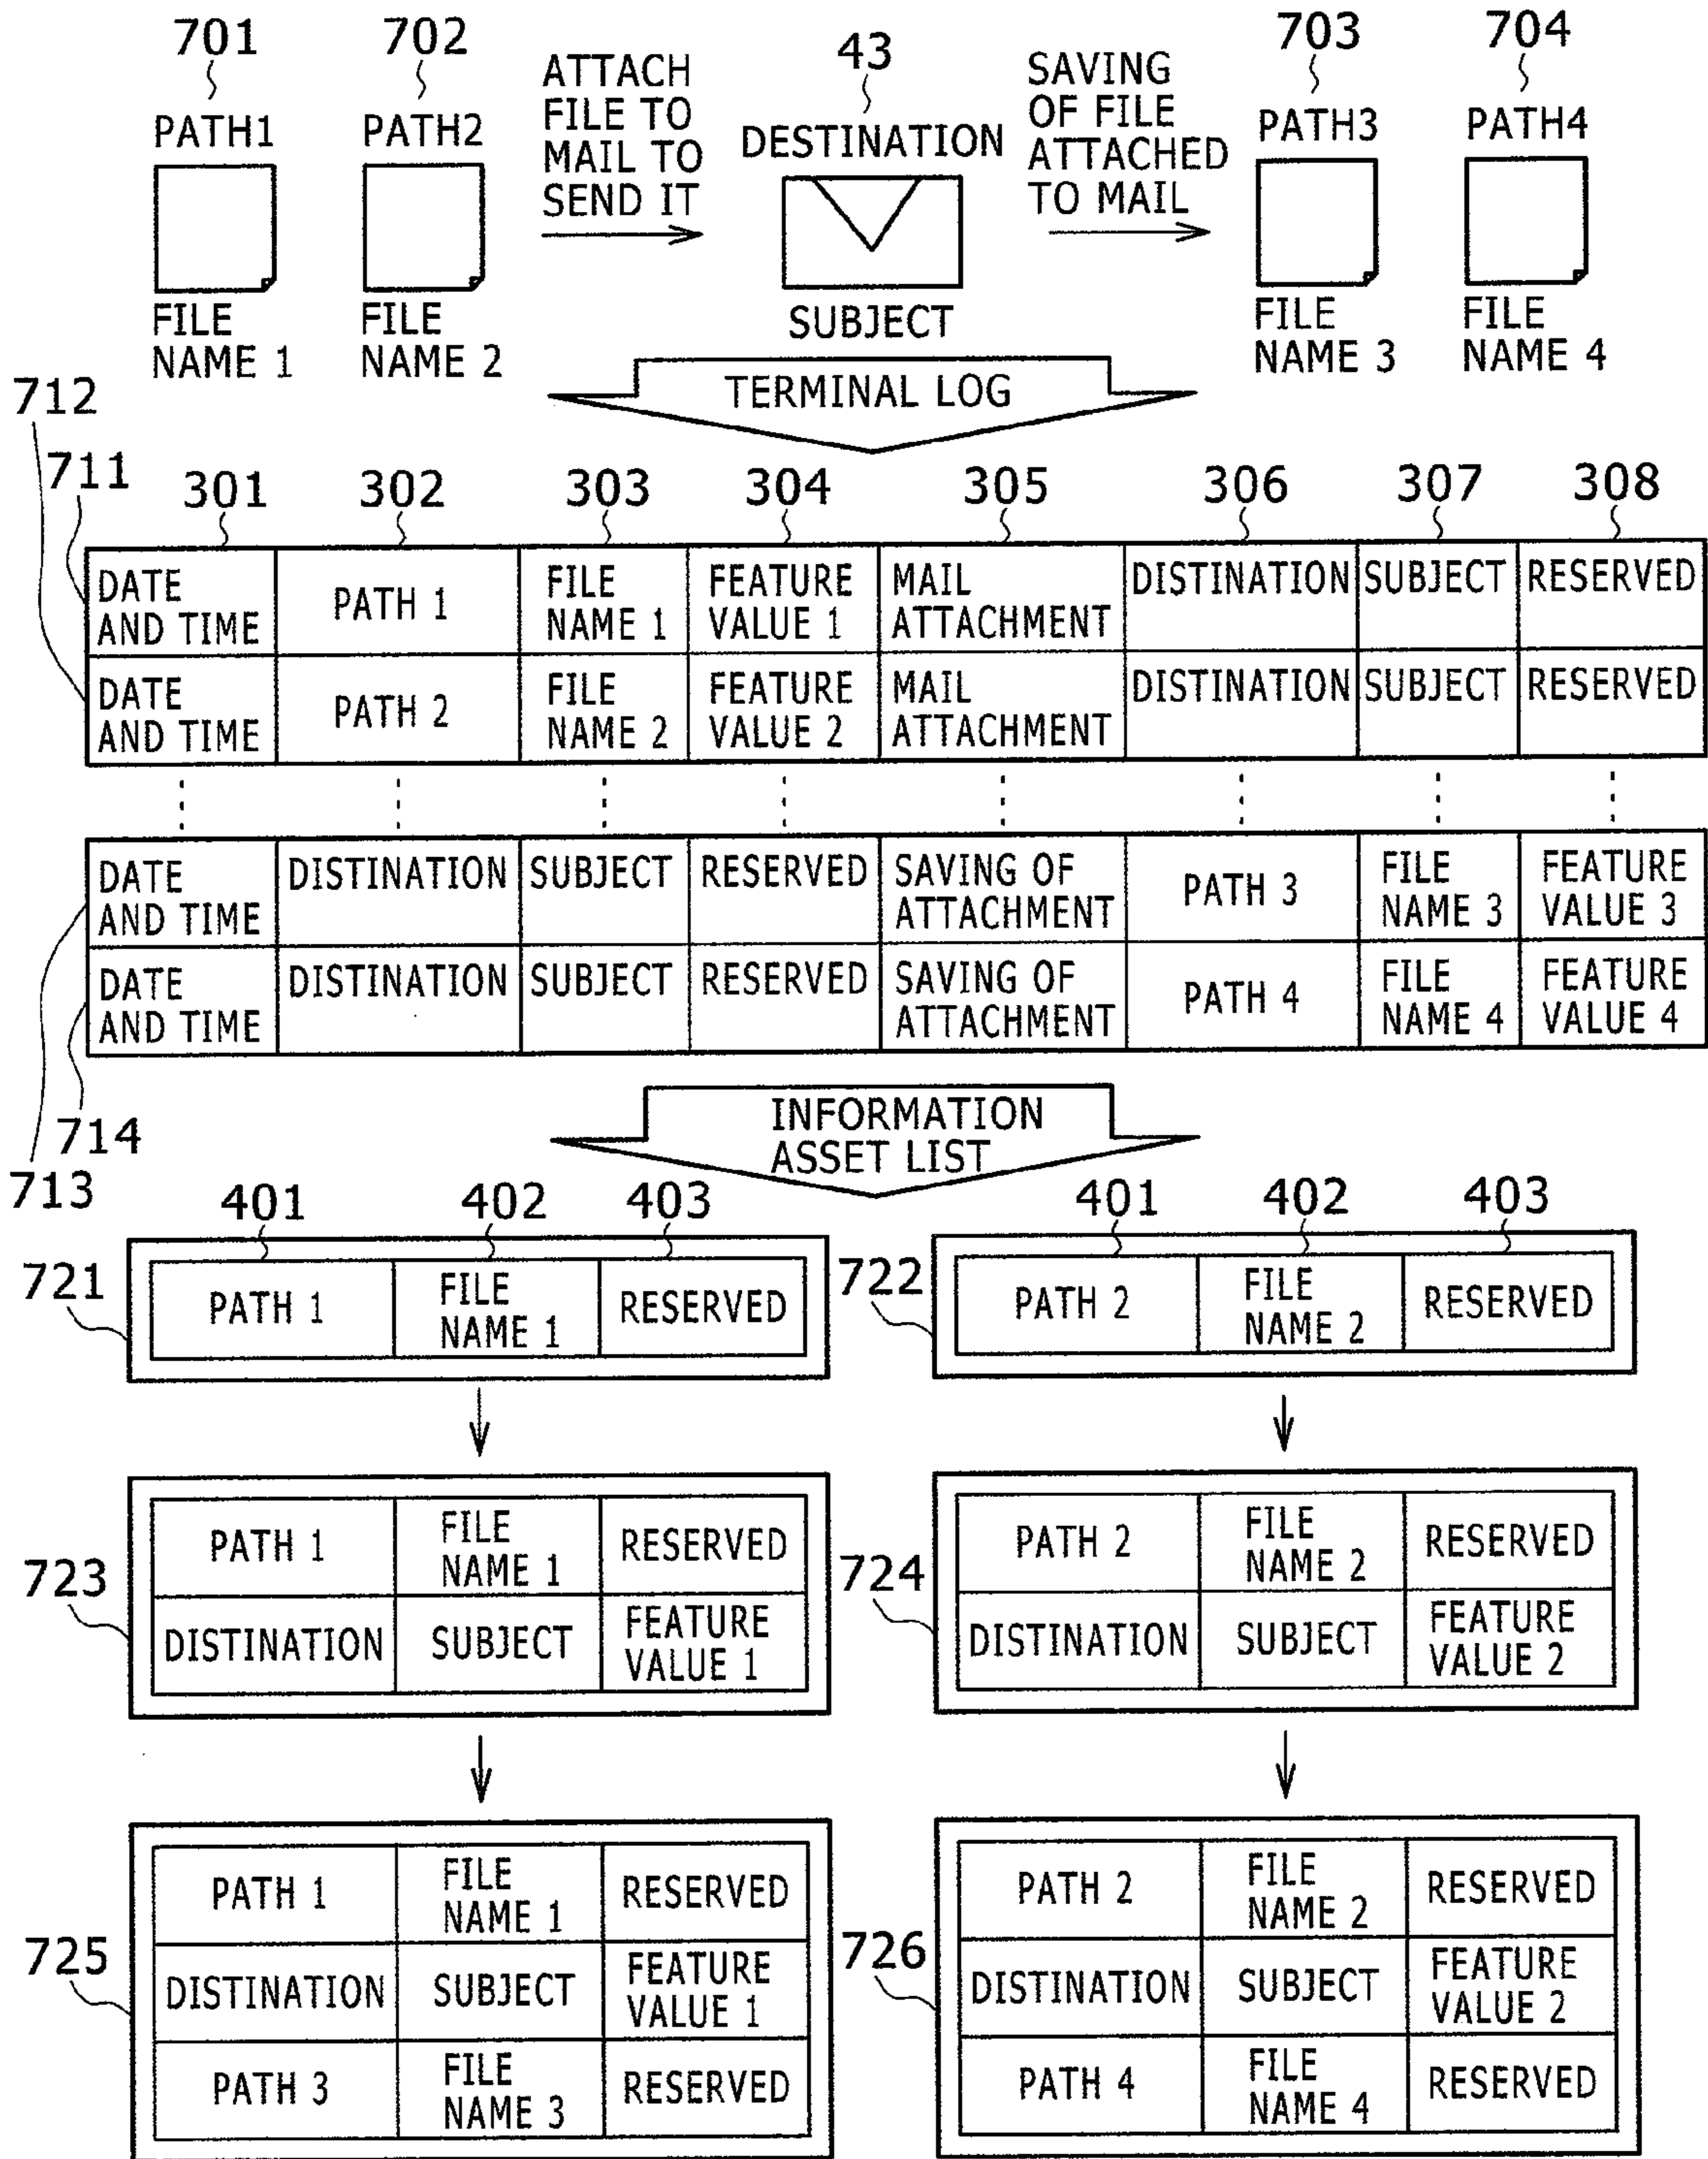 701
702
43
703
704
PATH1
PATH2
ATTACH
FILE TO
MAIL TO
SEND IT
DESTINATION
SAVING
OF FILE
ATTACHED
TO MAIL
PATH3
PATH4
FILE
NAME 1
FILE
NAME 2
SUBJECT
FILE
NAME 3
FILE
NAME 4
TERMINAL LOG
712
711
301
302
303
304
305
306
307
308
DATE
AND TIME
PATH 1
FILE
NAME 1
FEATURE
VALUE 1
MAIL
ATTACHMENT
DISTINATION
SUBJECT
RESERVED
DATE
AND TIME
PATH 2
FILE
NAME 2
FEATURE
VALUE 2
MAIL
ATTACHMENT
DISTINATION
SUBJECT
RESERVED
DATE
AND TIME
DISTINATION
SUBJECT
RESERVED
SAVING OF
ATTACHMENT
PATH 3
FILE
NAME 3
FEATURE
VALUE 3
DATE
AND TIME
DISTINATION
SUBJECT
RESERVED
SAVING OF
ATTACHMENT
PATH 4
FILE
NAME 4
FEATURE
VALUE 4
714
713
INFORMATION
ASSET LIST
401
402
403
401
402
403
721
PATH 1
FILE
NAME 1
RESERVED
722
PATH 2
FILE
NAME 2
RESERVED
723
PATH 1
FILE
NAME 1
RESERVED
DISTINATION
SUBJECT
FEATURE
VALUE 1
724
PATH 2
FILE
NAME 2
RESERVED
DISTINATION
SUBJECT
FEATURE
VALUE 2
725
PATH 1
FILE
NAME 1
RESERVED
DISTINATION
SUBJECT
FEATURE
VALUE 1
PATH 3
FILE
NAME 3
RESERVED
726
PATH 2
FILE
NAME 2
RESERVED
DISTINATION
SUBJECT
FEATURE
VALUE 2
PATH 4
FILE
NAME 4
RESERVED